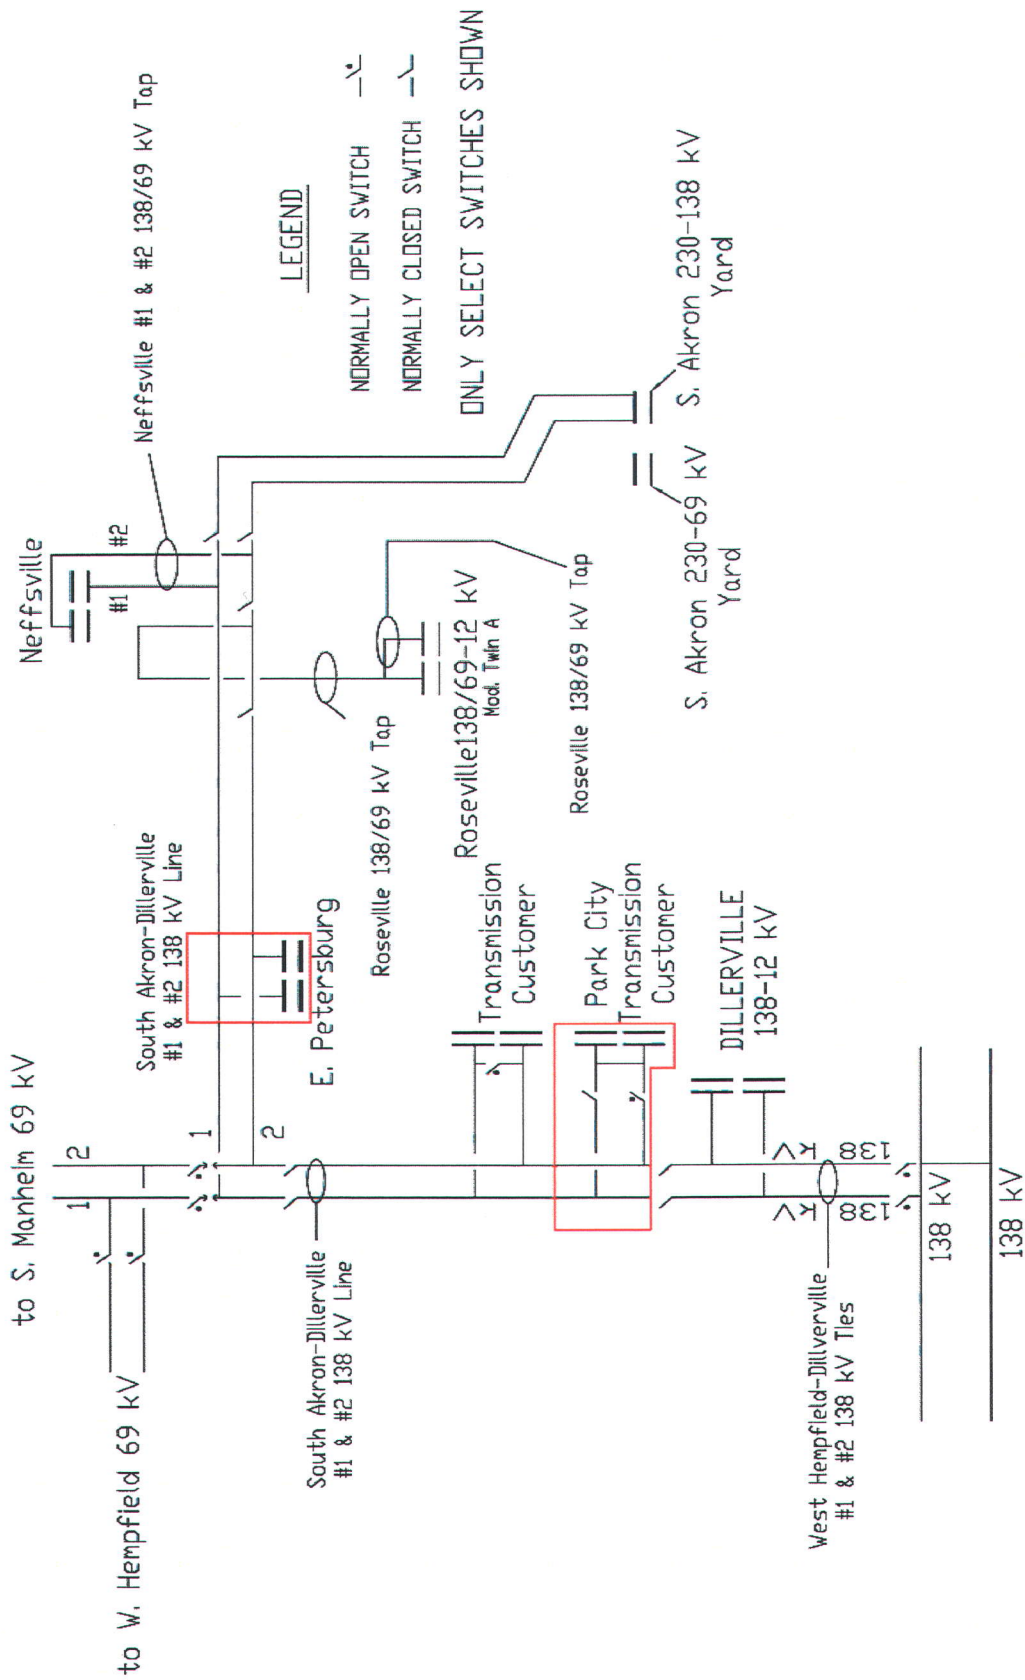 to S. Manheim 69 kV
to W. Hempfield 69 kV
1
2
1
2
South Akron-Dillerville
#1 & #2 138 kV Line
E. Petersburg
Neffsville
#1
#2
Neffsville #1 & #2 138/69 kV Tap
Roseville 138/69 kV Tap
Roseville138/69-12 kV
Mod. Twin A
Roseville 138/69 kV Tap
LEGEND
NORMALLY OPEN SWITCH
NORMALLY CLOSED SWITCH
ONLY SELECT SWITCHES SHOWN
S. Akron 230-69 kV
Yard
S. Akron 230-138 kV
Yard
South Akron-Dillerville
#1 & #2 138 kV Line
Transmission
Customer
Park City
Transmission
Customer
DILLERVILLE
138-12 kV
West Hempfield-Dillverville
#1 & #2 138 kV Ties
138 kV
138 kV
138 kV
138 kV